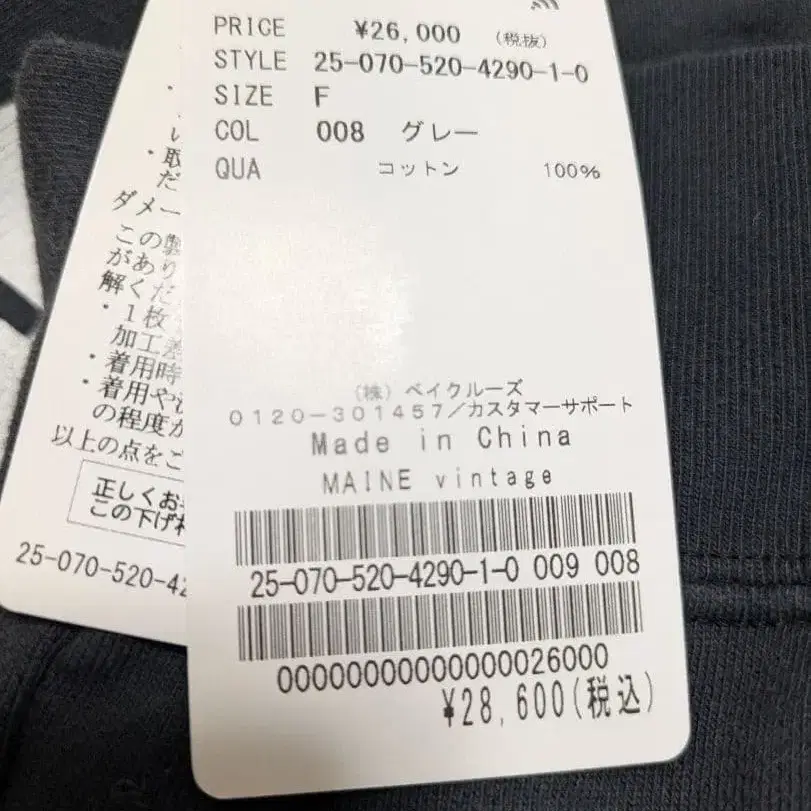 PRICE ¥26,000 (税抜)
STYLE 25-070-520-4290-1-0
SIZE F
COL 008 グレー
QUA コットン 100%
(株) ベイクルーズ
0120-301457/カスタマーサポート
Made in China
MAINE vintage
25-070-520-4290-1-0 009 008
00000000000000026000
¥28,600(税込)
・取
だ
ダメー
この製
があり
解くだ
・1枚
加工差
・着用時
・着用や
の程度が
以上の点をご
正しくお
この下げ
25-070-520-42